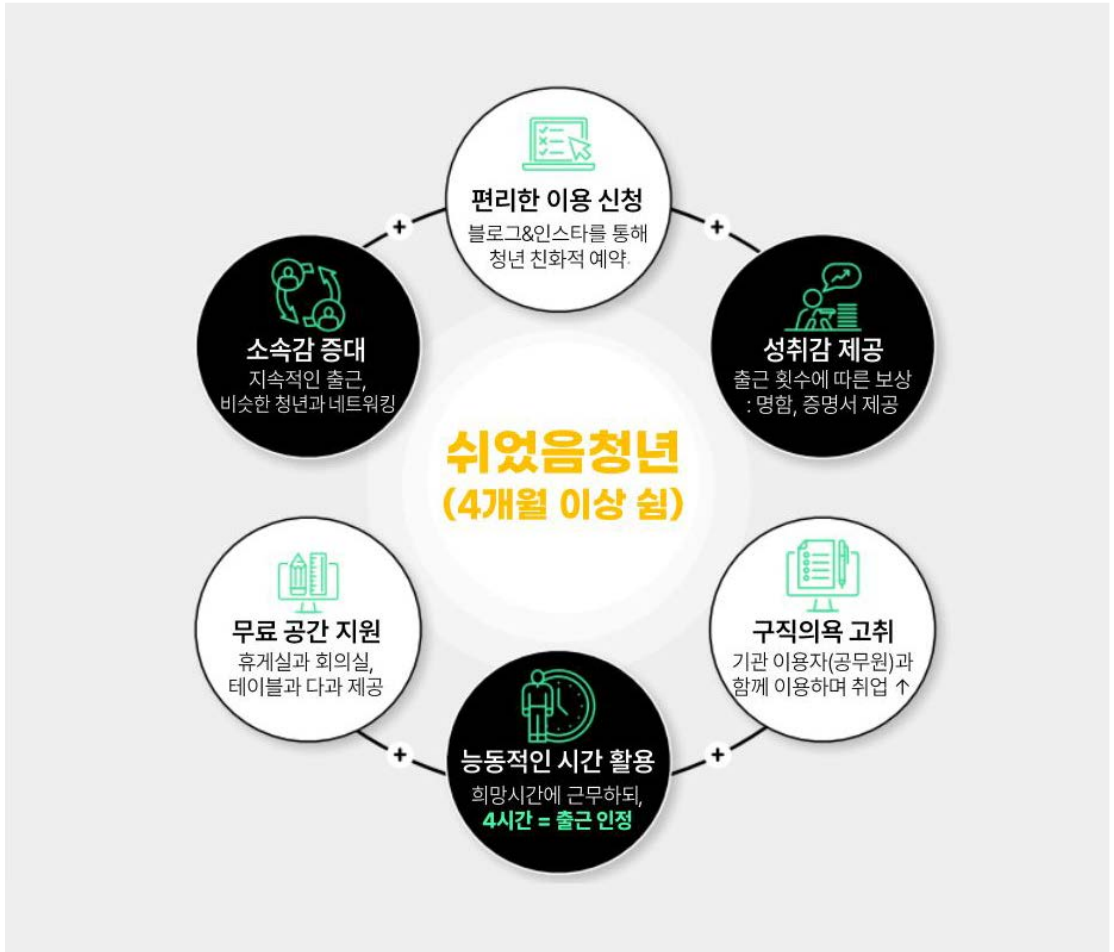 편리한 이용 신청
블로그&인스타를 통해
청년 친화적 예약.
소속감 증대
지속적인 출근,
비슷한 청년과 네트워킹
성취감 제공
출근 횟수에 따른 보상
: 명함, 증명서 제공
쉬었음청년
(4개월 이상 쉼)
무료 공간 지원
휴게실과 회의실,
테이블과 다과 제공
구직의욕 고취
기관 이용자(공무원)과
함께 이용하며 취업 ↑
능동적인 시간 활용
희망시간에 근무하되,
4시간 = 출근 인정